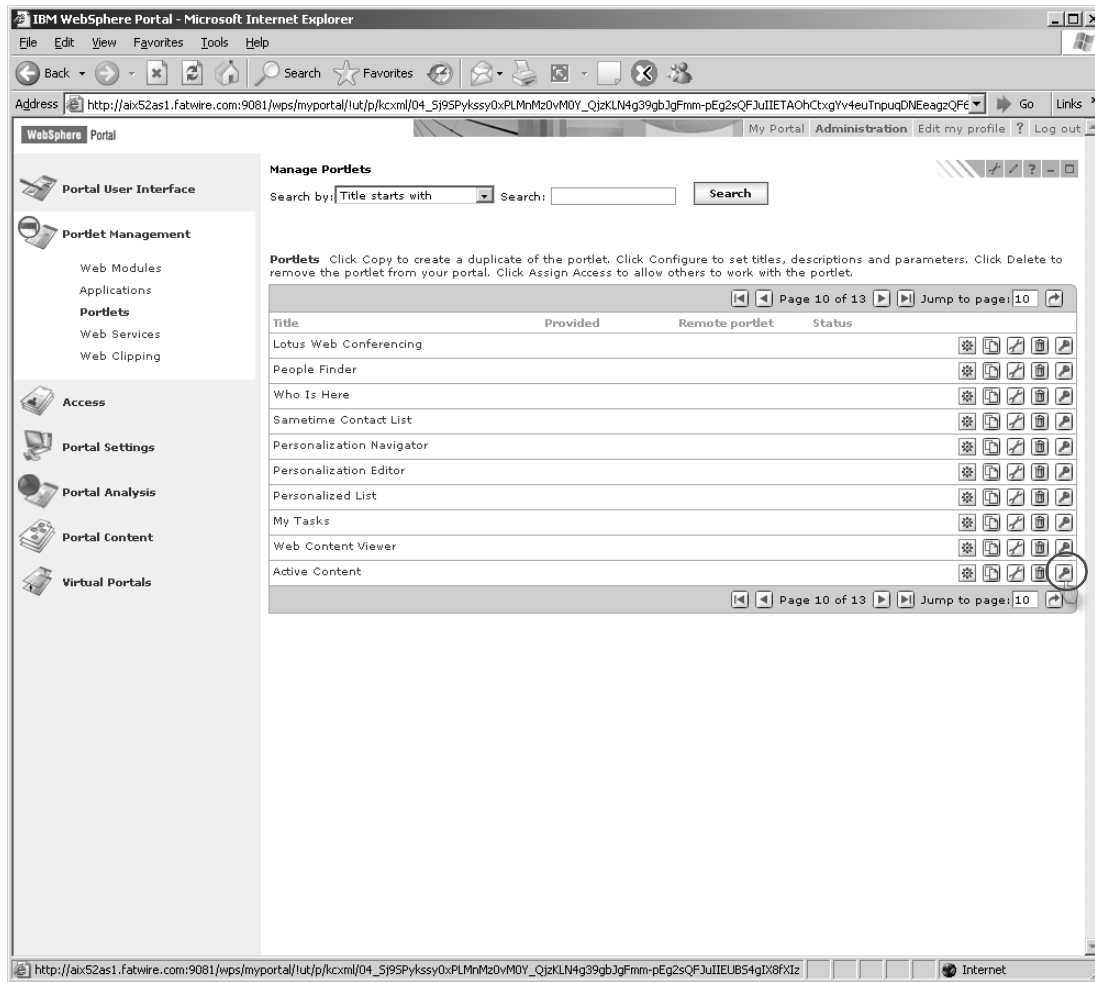 IBM WebSphere Portal - Microsoft Internet Explorer
File Edit View Favorites Tools Help
Back Search Favorites
Address http://aix52as1.fatwire.com:9081/wps/myportal/!ut/p/kcxml/04_Sj9SPykssy0xPLMnMz0vM0Y_QjzKLN4g39gbJgFmm-pEg2sQFJuIIETAOhCtxgYv4euTnpuqDNEeagzQF6 Go Links
WebSphere Portal My Portal Administration Edit my profile ? Log out
Portal User Interface
Portlet Management
Web Modules
Applications
Portlets
Web Services
Web Clipping
Access
Portal Settings
Portal Analysis
Portal Content
Virtual Portals
Manage Portlets
Search by: Title starts with Search: Search
Portlets Click Copy to create a duplicate of the portlet. Click Configure to set titles, descriptions and parameters. Click Delete to
remove the portlet from your portal. Click Assign Access to allow others to work with the portlet.
Page 10 of 13 Jump to page: 10
Title Provided Remote portlet Status
Lotus Web Conferencing
People Finder
Who Is Here
Sametime Contact List
Personalization Navigator
Personalization Editor
Personalized List
My Tasks
Web Content Viewer
Active Content
Page 10 of 13 Jump to page: 10
http://aix52as1.fatwire.com:9081/wps/myportal/!ut/p/kcxml/04_Sj9SPykssy0xPLMnMz0vM0Y_QjzKLN4g39gbJgFmm-pEg2sQFJuIIEUBS4gIX8fXIz Internet